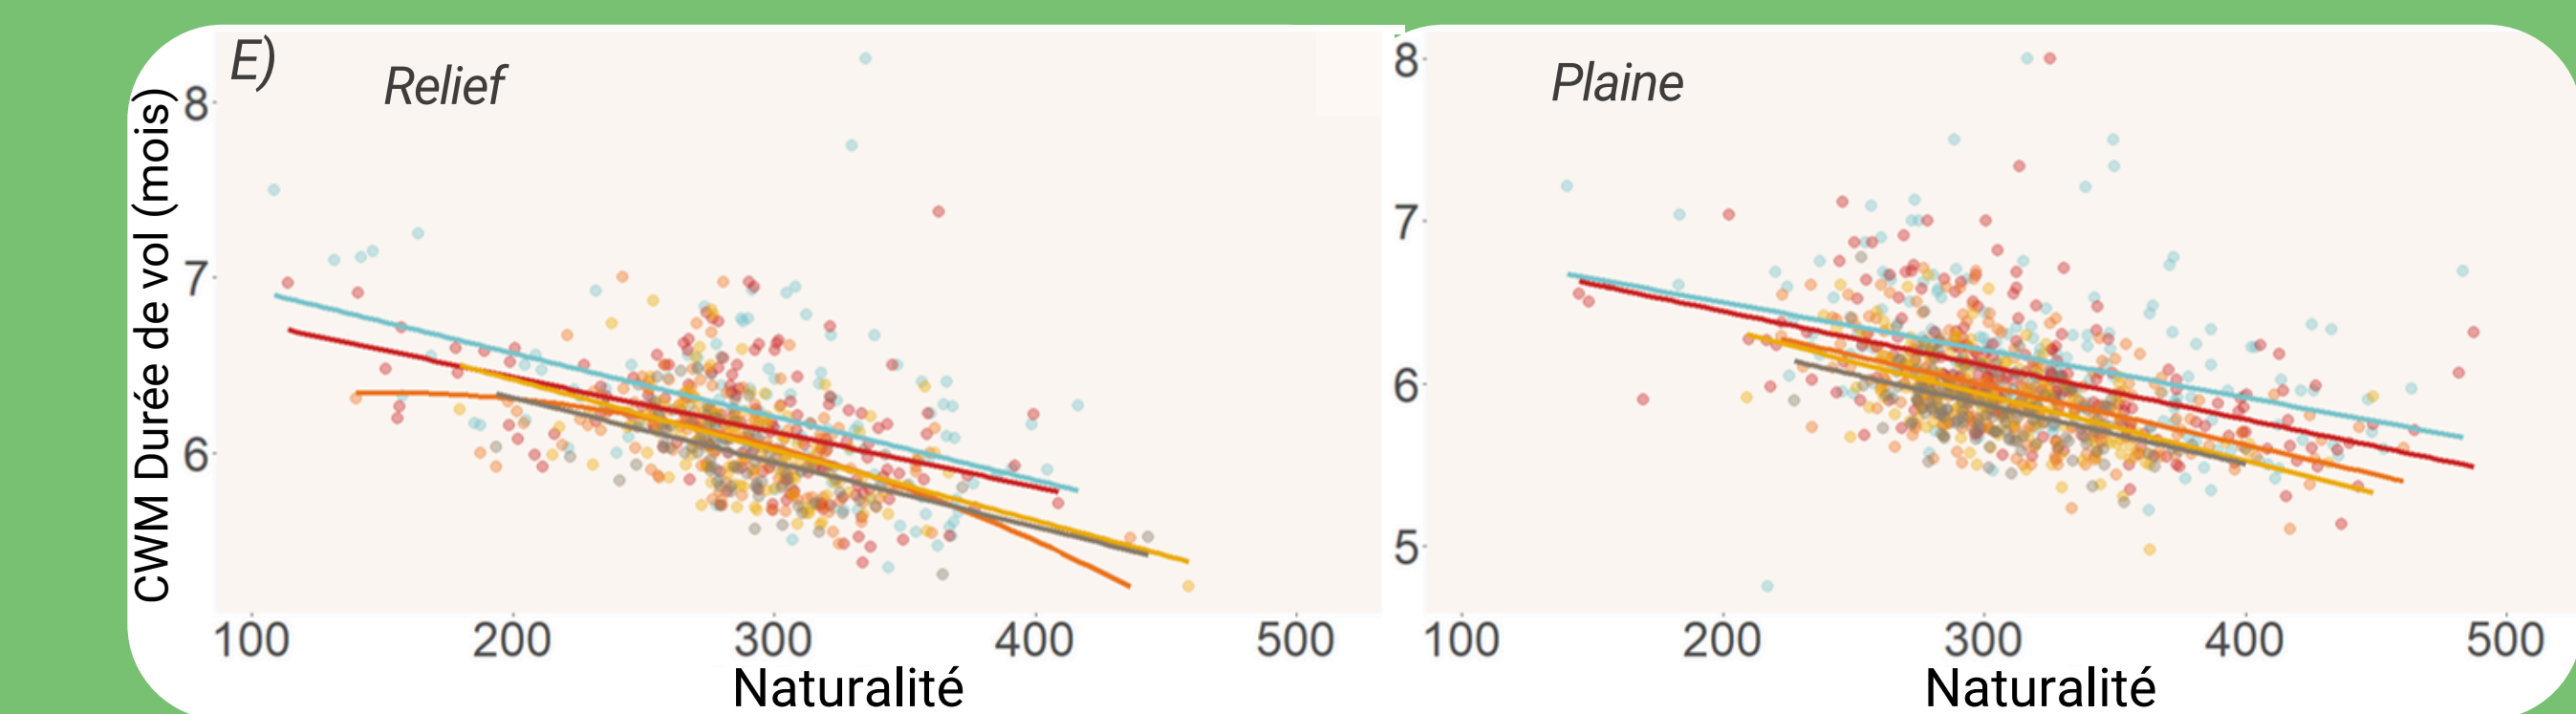 E)
Relief
CWM Durée de vol (mois)
8
7
6
100 200 300 400 500
Naturalité
Plaine
8
7
6
5
100 200 300 400 500
Naturalité